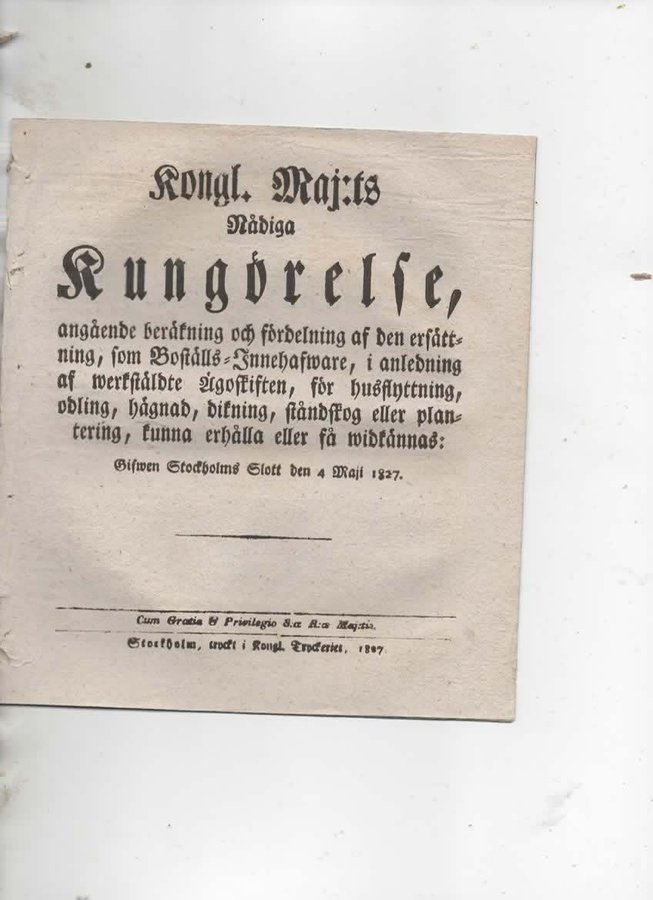 Kongl. Maj:ts
Nådiga
Kungörelse,
angående beräkning och fördelning af den ersätt-
ning, som Boställs-Innehafware, i anledning
af werkstäldte Ägoskiften, för husflyttning,
odling, hägnad, dikning, ståndskog eller plan-
tering, kunna erhålla eller få widkännas:
Gifwen Stockholms Slott den 4 Maji 1827.
Cum Gratia & Privilegio S:æ R:æ Maj:tis.
Stockholm, tryckt i Kongl. Tryckeriet, 1827.